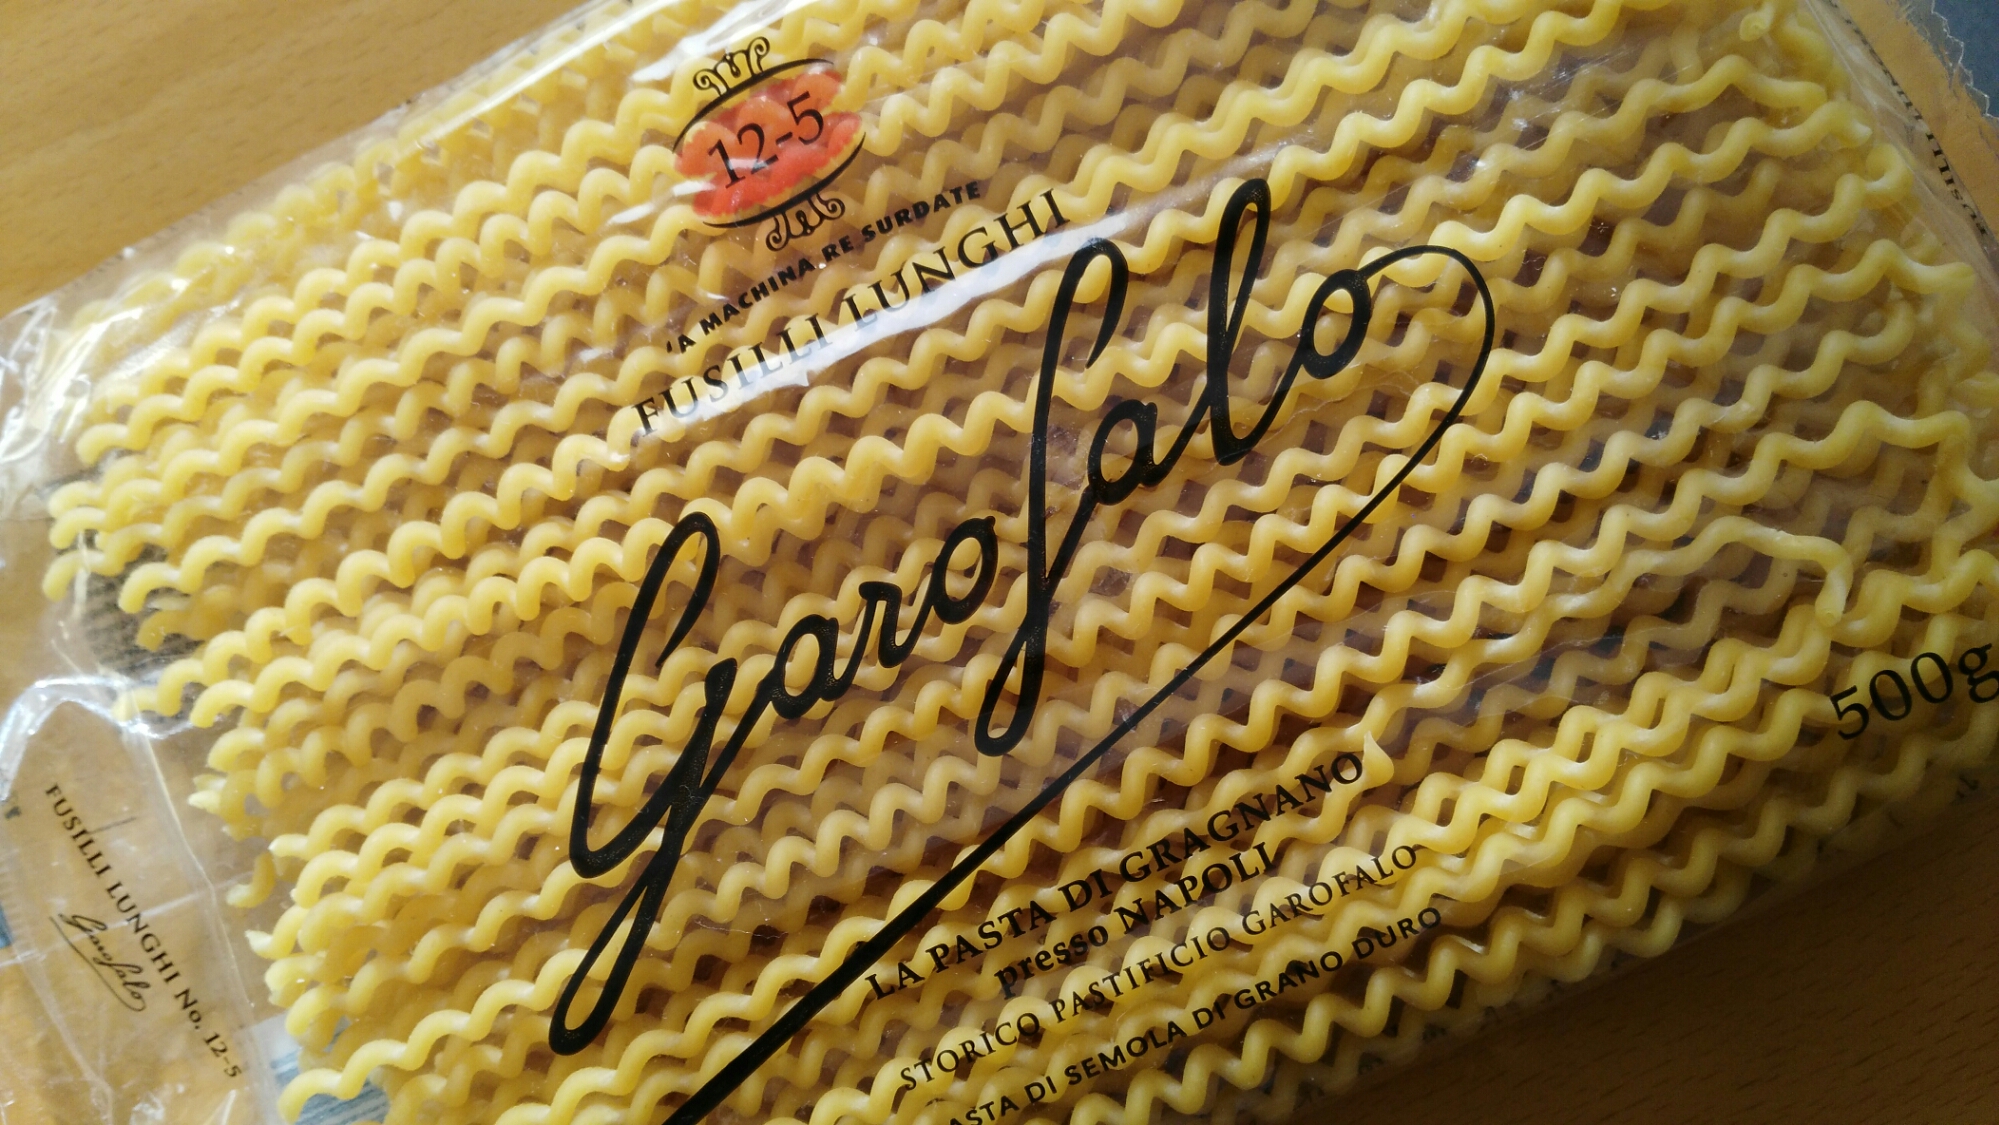 12-5
'A MACHINA RE SURDATE
FUSILLI LUNGHI
Garofalo
500g
LA PASTA DI GRAGNANO
presso NAPOLI
STORICO PASTIFICIO GAROFALO
PASTA DI SEMOLA DI GRANO DURO
FUSILLI LUNGHI No. 12-5
Garofalo